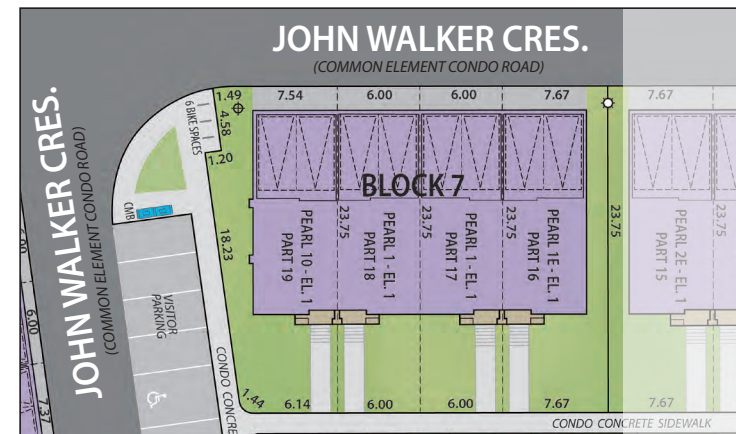 JOHN WALKER CRES.
(COMMON ELEMENT CONDO ROAD)
JOHN WALKER CRES.
(COMMON ELEMENT CONDO ROAD)
1.49
7.54
6.00
6.00
7.67
7.67
6 BIKE SPACES
4.58
1.20
BLOCK 7
CMB
18.23
PEARL 10 - EL. 1
PART 19
23.75
PEARL 1 - EL. 1
PART 18
23.75
PEARL 1 - EL. 1
PART 17
23.75
PEARL 1E - EL. 1
PART 16
23.75
PEARL 2E - EL. 1
PART 15
23.75
VISITOR
PARKING
6.00
6.00
7.37
CONDO CONCRE
1.44
6.14
6.00
6.00
7.67
7.67
CONDO CONCRETE SIDEWALK